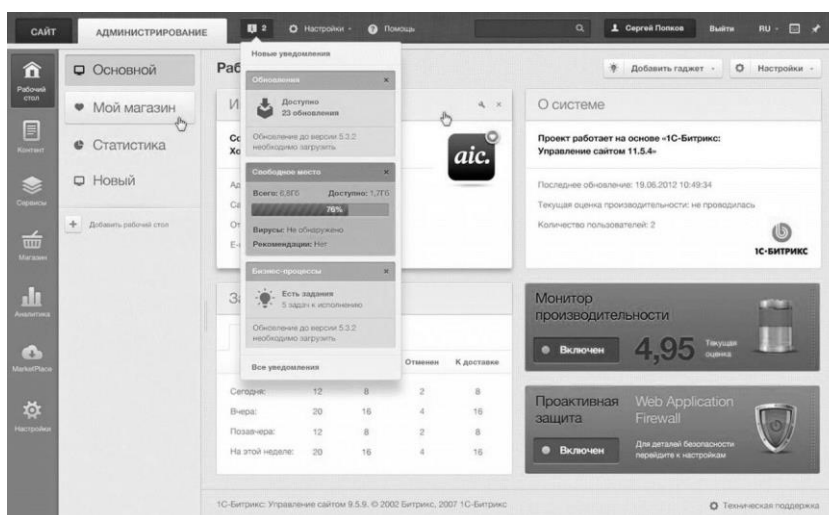 САЙТ
АДМИНИСТРИРОВАНИЕ
2
Настройки
Помощь
Сергей Попков
Выйти
RU
Рабочий
стол
Контент
Сервисы
Магазин
Аналитика
MarketPlace
Настройки
Основной
Мой магазин
Статистика
Новый
Добавить рабочий стол
Новые уведомления
Обновления
Доступно
23 обновления
Обновление до версии 5.3.2
необходимо загрузить
Свободное место
Всего: 6,8Гб Доступно: 1,7Гб
76%
Вирусы: Не обнаружено
Рекомендации: Нет
Бизнес-процессы
Есть задания
5 задач к исполнению
Обновление до версии 5.3.2
необходимо загрузить
Все уведомления
Раб
aic.
Отменен К доставке
Сегодня: 12 8 2 8
Вчера: 20 16 4 16
Позавчера: 12 8 2 8
На этой неделе: 20 16 4 16
Добавить гаджет
Настройки
О системе
Проект работает на основе «1С-Битрикс:
Управление сайтом 11.5.4»
Последнее обновление: 19.06.2012 10:49:34
Текущая оценка производительности: не проводилась
Количество пользователей: 2
1С-БИТРИКС
Монитор
производительности
Включен
4,95
Текущая
оценка
Проактивная
защита
Web Application
Firewall
Включен
Для деталей безопасности
перейдите к настройкам
1С-Битрикс: Управление сайтом 9.5.9. © 2002 Битрикс, 2007 1С-Битрикс
Техническая поддержка